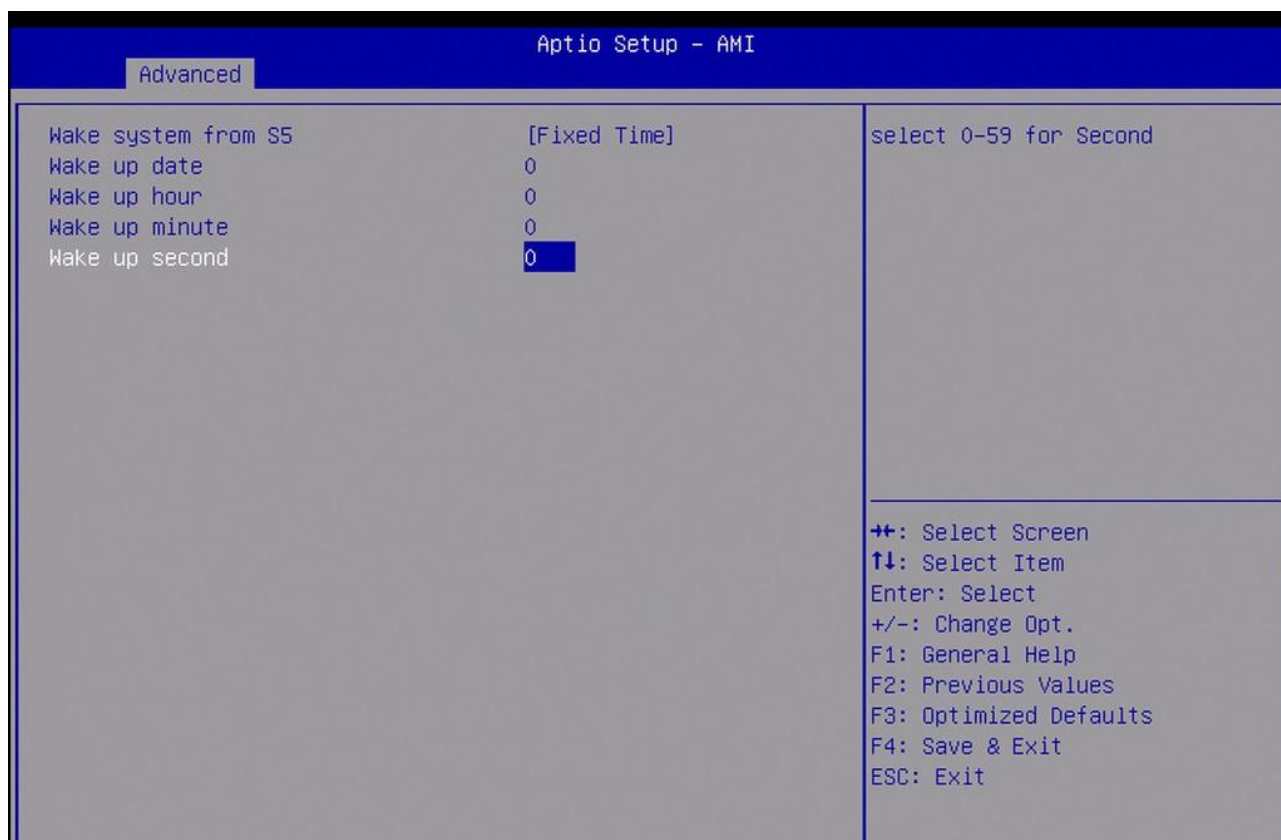 Aptio Setup - AMI
Advanced
Wake system from S5 [Fixed Time]
Wake up date 0
Wake up hour 0
Wake up minute 0
Wake up second 0
select 0-59 for Second
→←: Select Screen
↑↓: Select Item
Enter: Select
+/-: Change Opt.
F1: General Help
F2: Previous Values
F3: Optimized Defaults
F4: Save & Exit
ESC: Exit